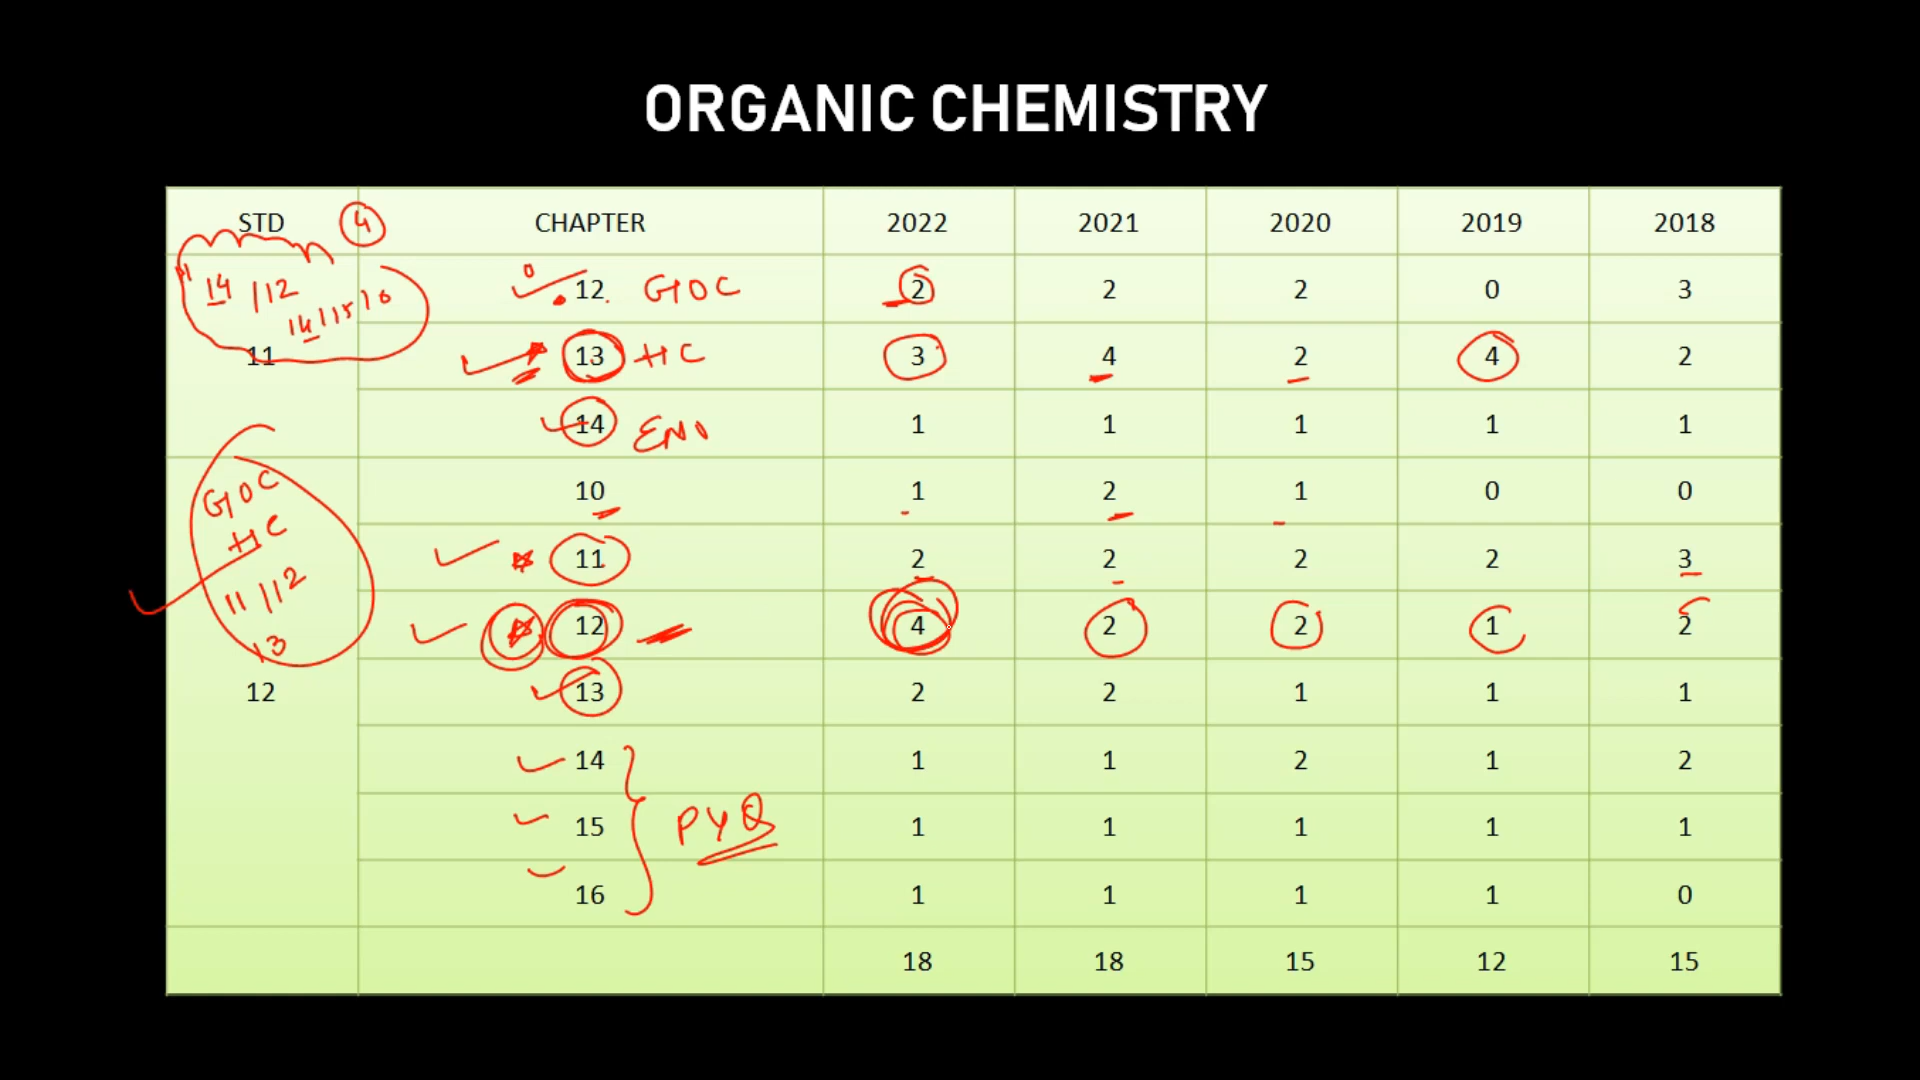 ORGANIC CHEMISTRY
STD CHAPTER 2022 2021 2020 2019 2018
4
12 GOC 2 2 2 0 3
14 /12
14/15/16
11 13 HC 3 4 2 4 2
14 ENV 1 1 1 1 1
10 1 2 1 0 0
GOC
HC
11 2 2 2 2 3
11/12
12 4 2 2 1 2
13
12 13 2 2 1 1 1
14 1 1 2 1 2
15 PYQ 1 1 1 1 1
16 1 1 1 1 0
18 18 15 12 15